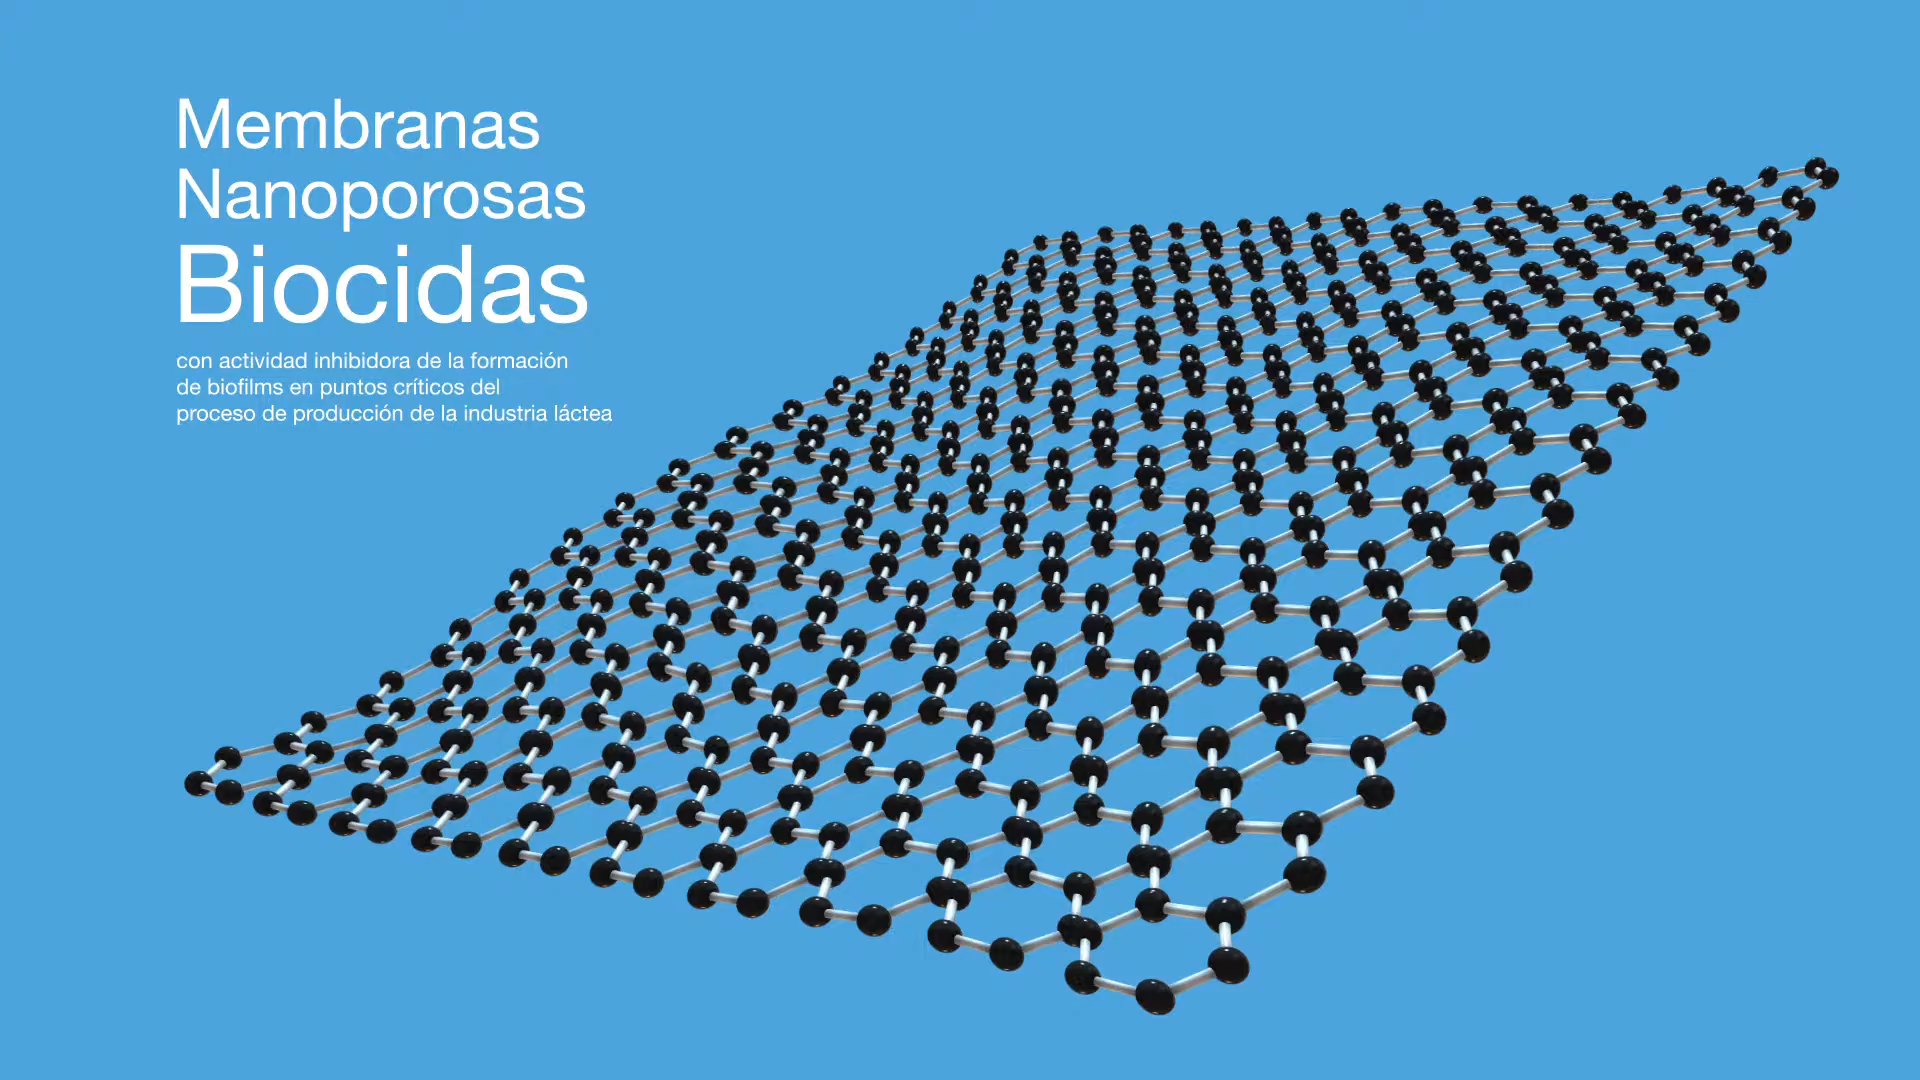 Membranas
Nanoporosas
Biocidas
con actividad inhibidora de la formación
de biofilms en puntos críticos del
proceso de producción de la industria láctea